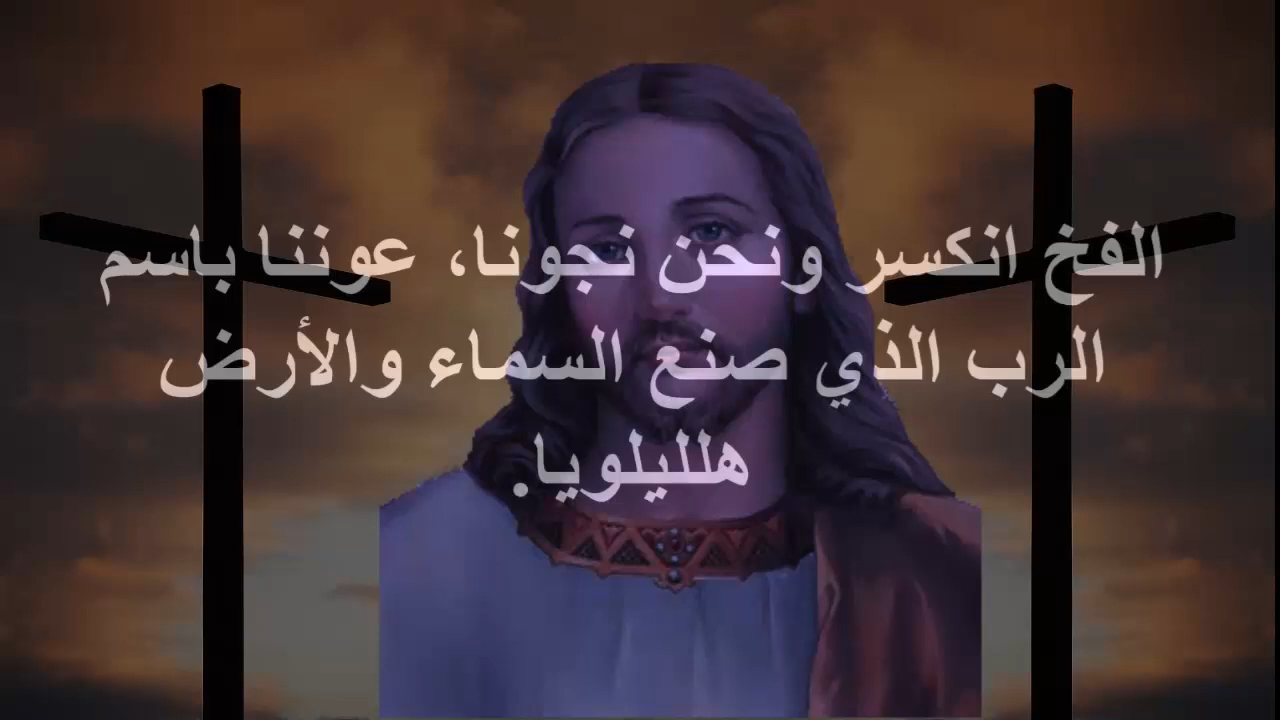 الفخ انكسر ونحن نجونا، عوننا باسم
الرب الذي صنع السماء والأرض
هلليلويا.